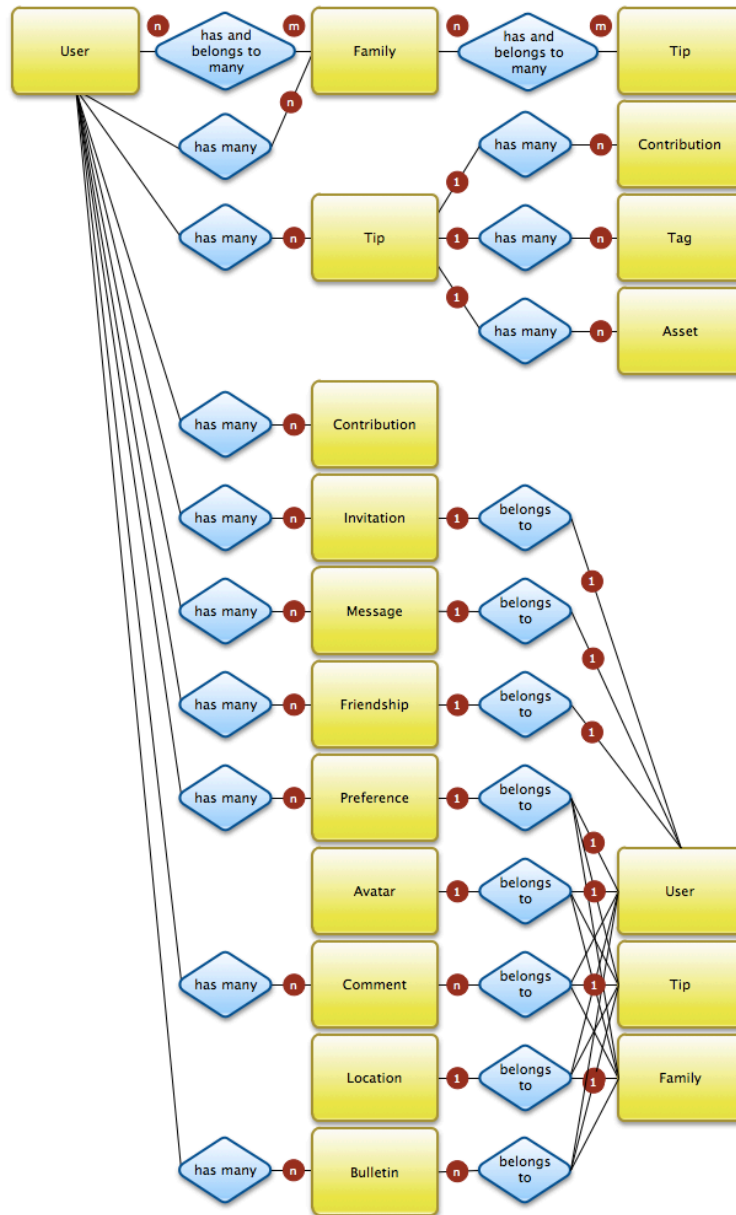 User
n
has and
belongs to
many
m
Family
n
has and
belongs to
many
m
Tip
has many
n
has many
n
Contribution
1
has many
n
Tip
1
has many
n
Tag
1
has many
n
Asset
has many
n
Contribution
has many
n
Invitation
1
belongs
to
1
has many
n
Message
1
belongs
to
1
has many
n
Friendship
1
belongs
to
1
has many
n
Preference
1
belongs
to
1
Avatar
1
belongs
to
1
User
has many
n
Comment
n
belongs
to
1
Tip
Location
1
belongs
to
1
Family
has many
n
Bulletin
n
belongs
to